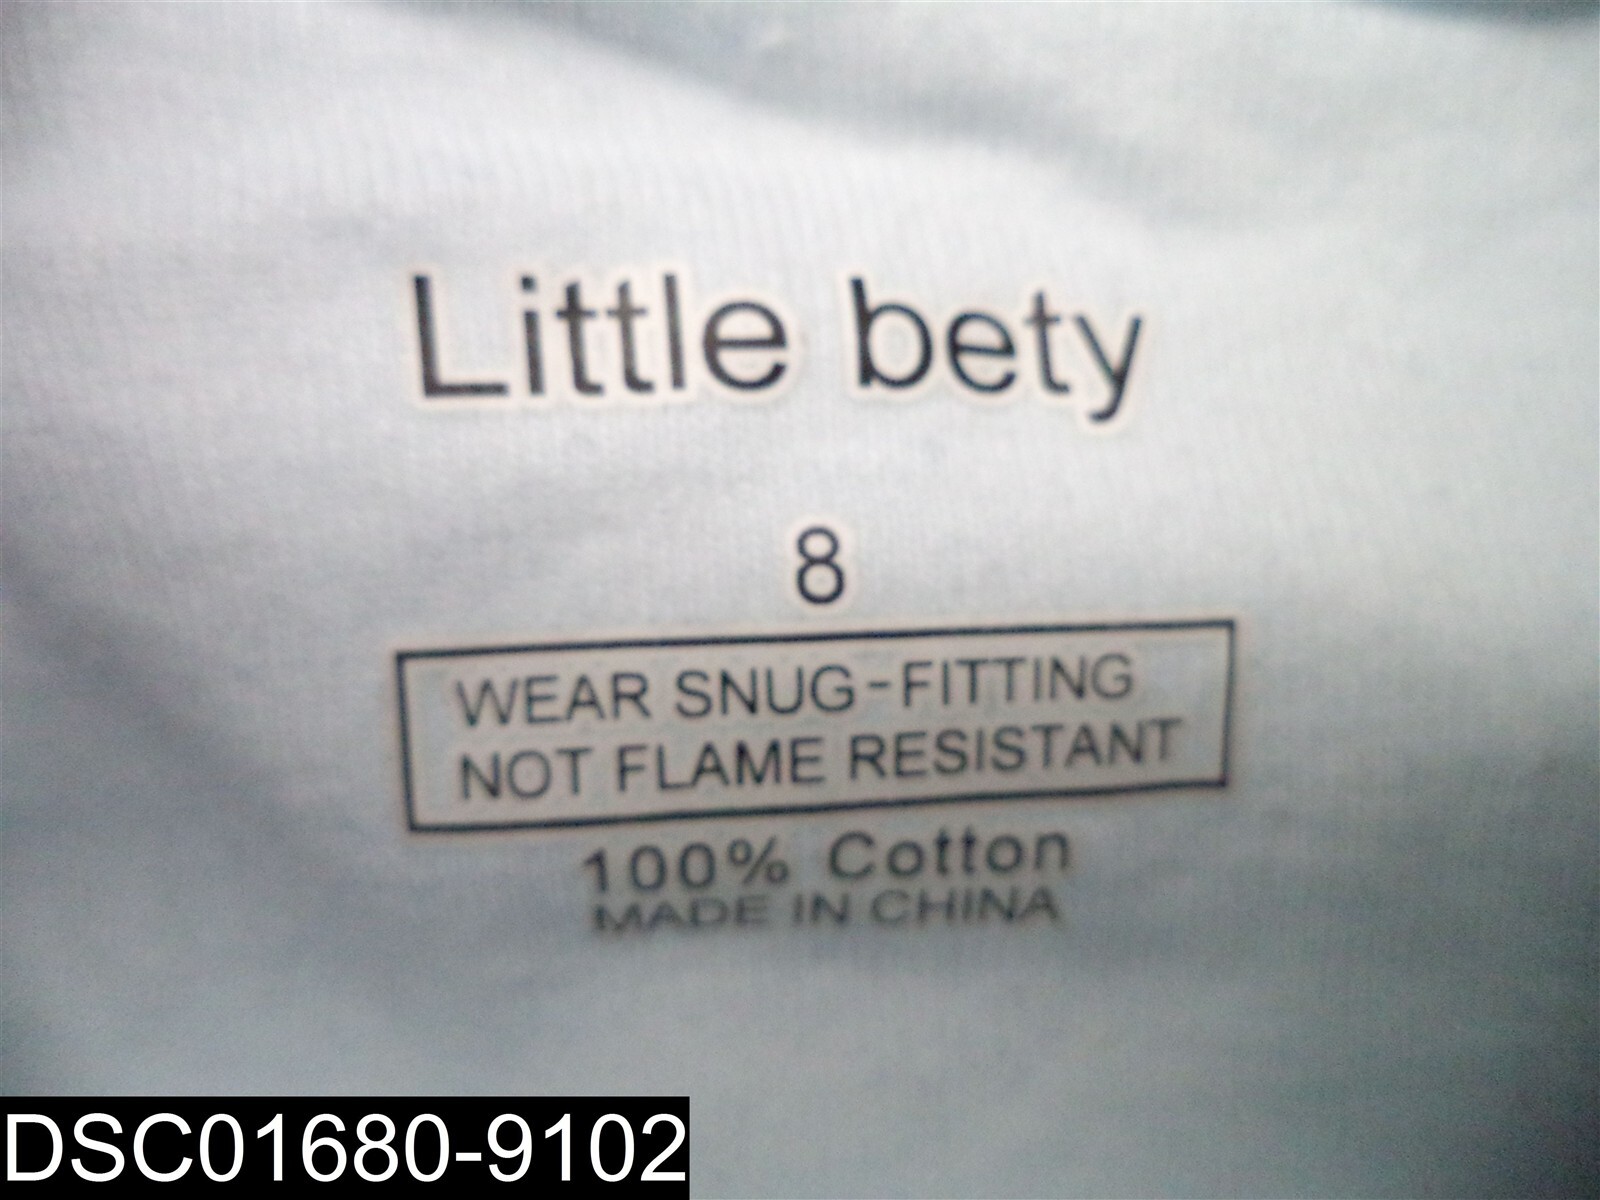 Little bety
8
WEAR SNUG-FITTING
NOT FLAME RESISTANT
100% Cotton
MADE IN CHINA
DSC01680-9102